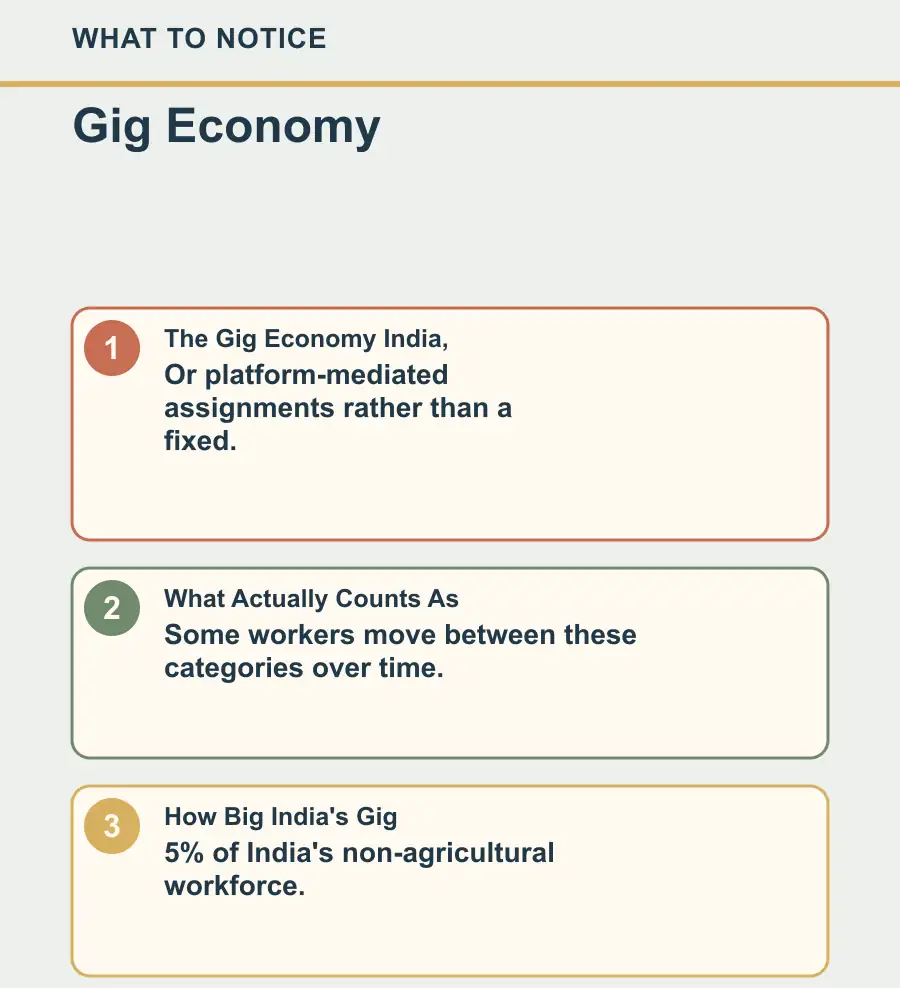 WHAT TO NOTICE
Gig Economy
1
The Gig Economy India,
Or platform-mediated
assignments rather than a
fixed.
2
What Actually Counts As
Some workers move between these
categories over time.
3
How Big India's Gig
5% of India's non-agricultural
workforce.